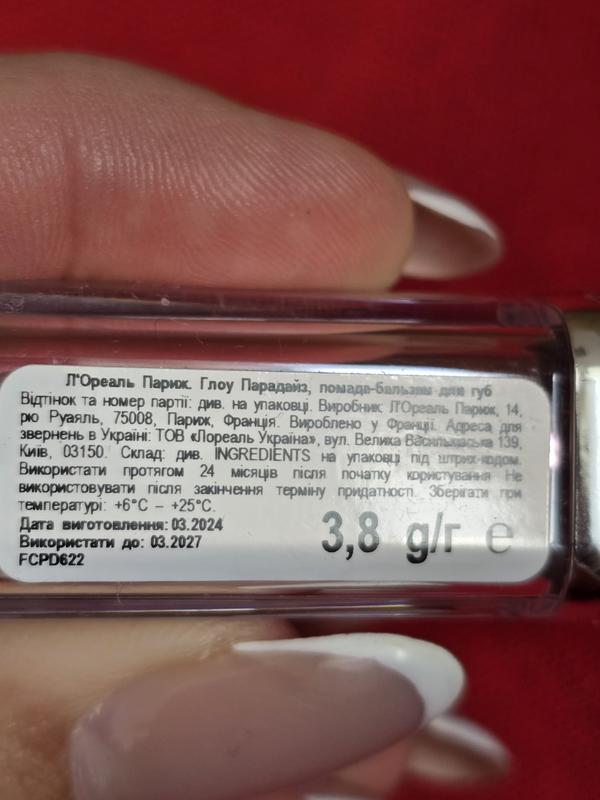 Л'Ореаль Париж. Глоу Парадайз, помада-бальзам для губ
Відтінок та номер партії: див. на упаковці. Виробник: Л'Ореаль Париж, 14,
рю Руаяль, 75008, Париж, Франція. Вироблено у Франції. Адреса для
звернень в Україні: ТОВ «Лореаль Україна», вул. Велика Васильківська 139,
Київ, 03150. Склад: див. INGREDIENTS на упаковці під штрих-кодом.
Використати протягом 24 місяців після початку користування Не
використовувати після закінчення терміну придатності. Зберігати при
температурі: +6°C – +25°C.
Дата виготовлення: 03.2024
Використати до: 03.2027
FCPD622
3,8 g/г e